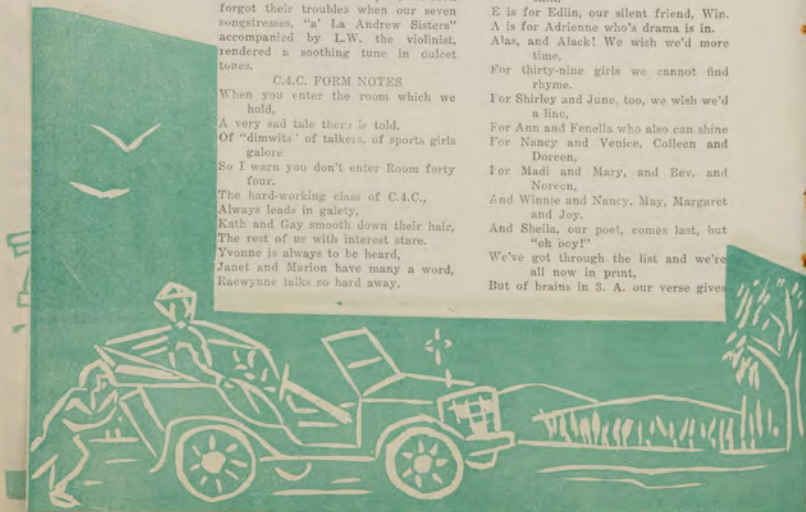 forgot their troubles when our seven
songstresses, "a' La Andrew Sisters"
accompanied by L.W. the violinist,
rendered a soothing tune in dulcet
tones.
C.4.C. FORM NOTES
When you enter the room which we
hold,
A very sad tale there is told,
Of "dimwits' of talkers, of sports girls
galore
So I warn you don't enter Room forty
four.
The hard-working class of C.4.C.,
Always leads in gaiety,
Kath and Gay smooth down their hair,
The rest of us with interest stare.
Yvonne is always to be heard,
Janet and Marion have many a word,
Raewynne talks so hard away,
E is for Edlin, our silent friend, Win.
A is for Adrienne who's drama is in.
Alas, and Alack! We wish we'd more
time,
For thirty-nine girls we cannot find
rhyme.
For Shirley and June, too, we wish we'd
a line,
For Ann and Fenella who also can shine
For Nancy and Venice, Colleen and
Doreen,
For Madi and Mary, and Bev. and
Noreen,
And Winnie and Nancy, May, Margaret
and Joy.
And Sheila, our poet, comes last, but
"oh boy!"
We've got through the list and we're
all now in print,
But of brains in 3. A. our verse gives